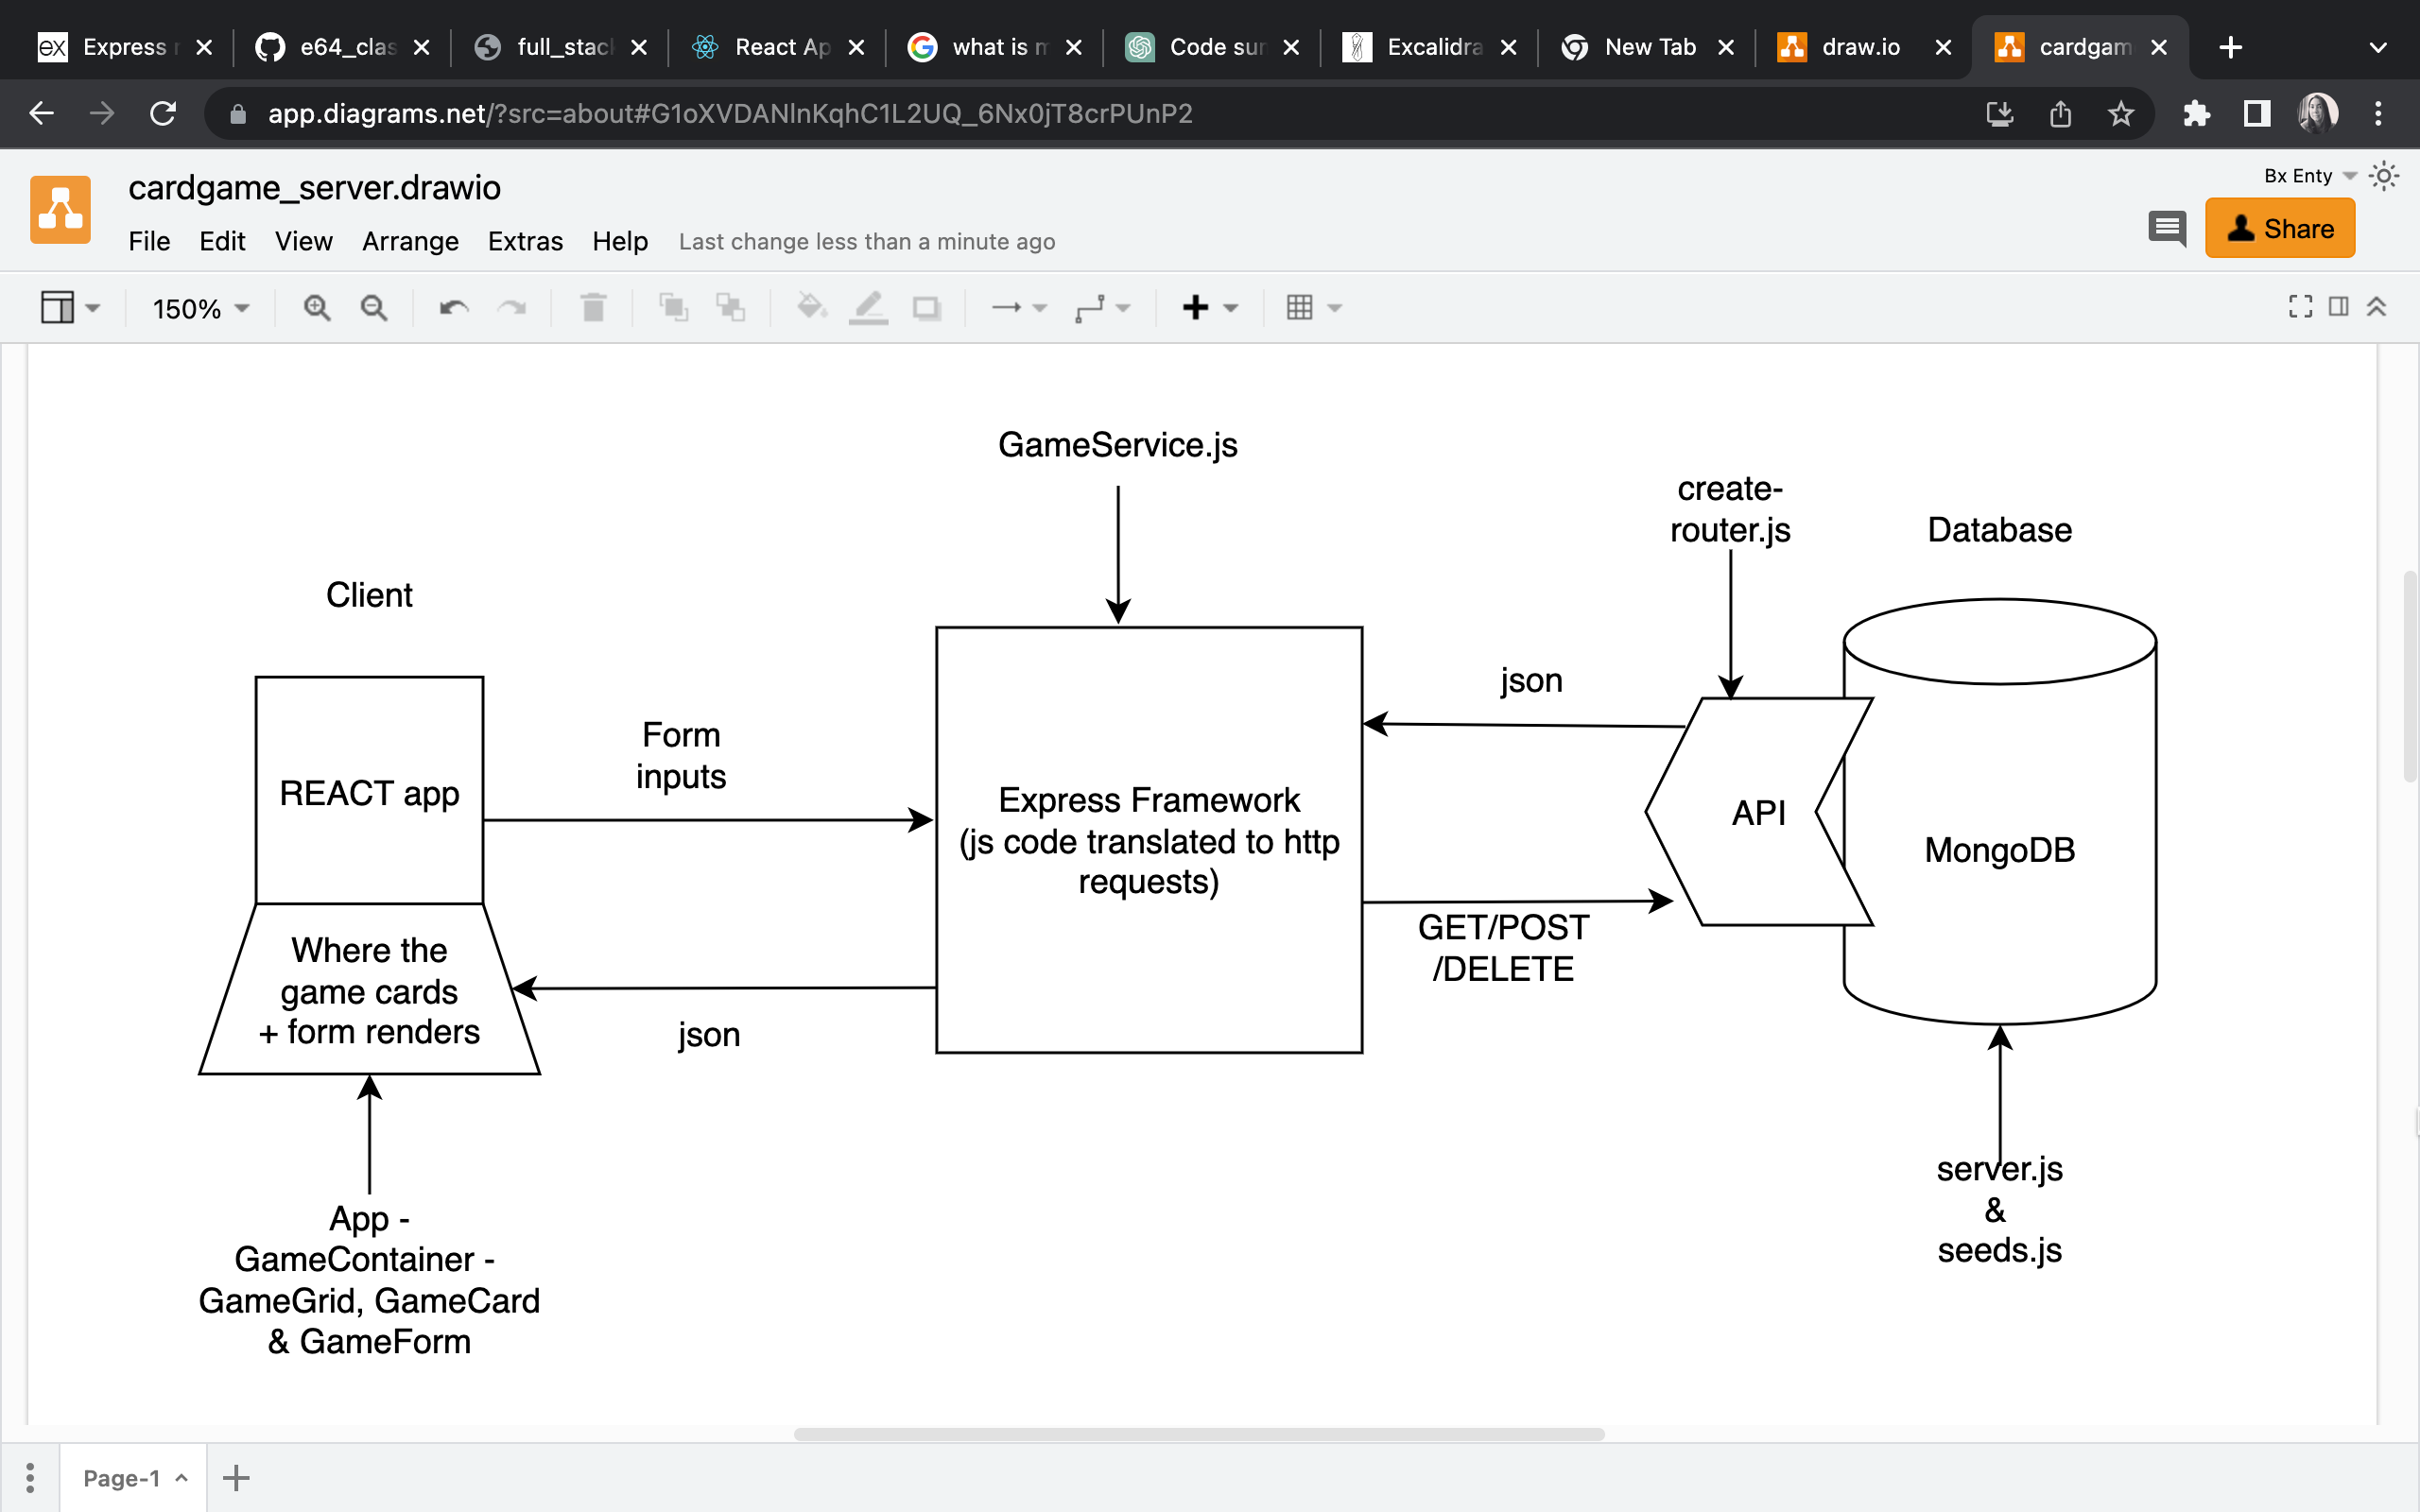 ex Express
e64_clas
full_stac
React Ap
what is
Code sur
Excalidra
New Tab
draw.io
cardgam
app.diagrams.net/?src=about#G1oXVDANlnKqhC1L2UQ_6Nx0jT8crPUnP2
cardgame_server.drawio
Bx Enty
File Edit View Arrange Extras Help Last change less than a minute ago
Share
150%
GameService.js
create-
router.js
Database
Client
json
Form
inputs
REACT app
Express Framework
(js code translated to http
requests)
API
MongoDB
GET/POST
/DELETE
Where the
game cards
+ form renders
json
server.js
&
seeds.js
App -
GameContainer -
GameGrid, GameCard
& GameForm
Page-1